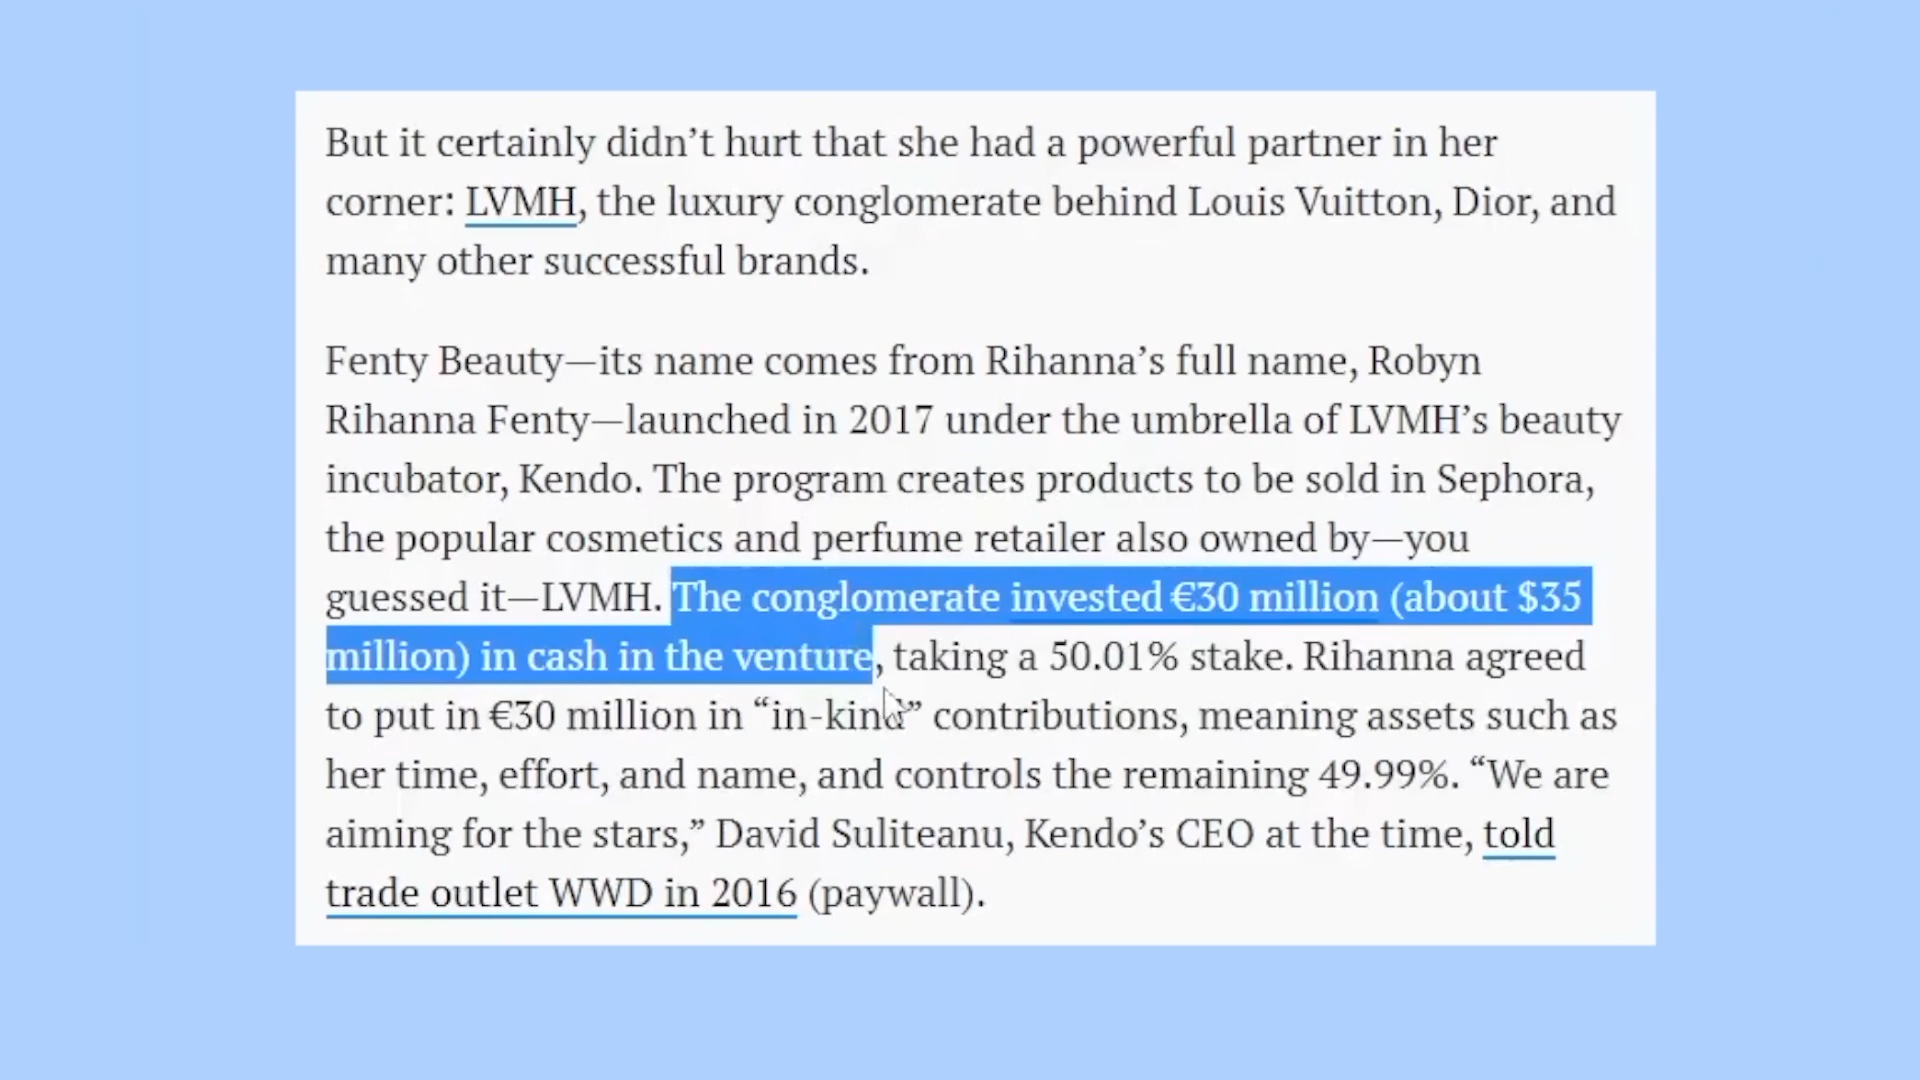 But it certainly didn’t hurt that she had a powerful partner in her
corner: LVMH, the luxury conglomerate behind Louis Vuitton, Dior, and
many other successful brands.
Fenty Beauty—its name comes from Rihanna’s full name, Robyn
Rihanna Fenty—launched in 2017 under the umbrella of LVMH’s beauty
incubator, Kendo. The program creates products to be sold in Sephora,
the popular cosmetics and perfume retailer also owned by—you
guessed it—LVMH. The conglomerate invested €30 million (about $35
million) in cash in the venture, taking a 50.01% stake. Rihanna agreed
to put in €30 million in “in-kind” contributions, meaning assets such as
her time, effort, and name, and controls the remaining 49.99%. “We are
aiming for the stars,” David Suliteanu, Kendo’s CEO at the time, told
trade outlet WWD in 2016 (paywall).